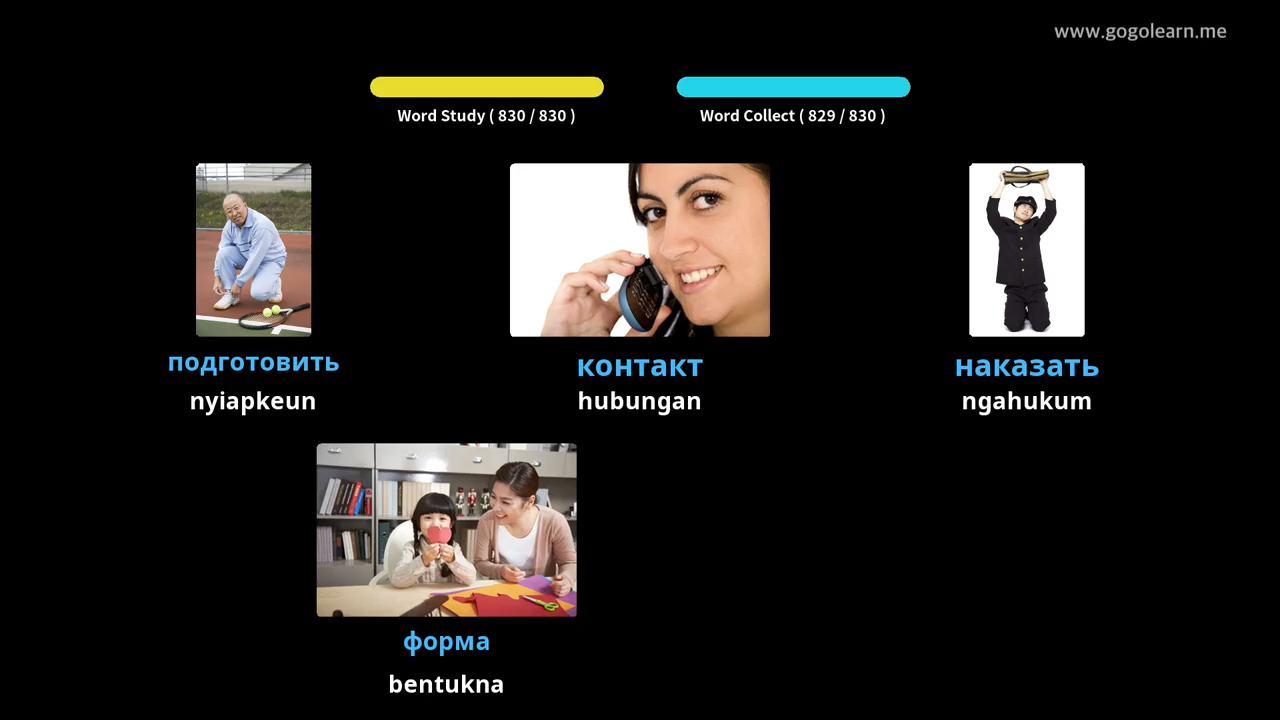 www.gogolearn.me
Word Study ( 830 / 830 )
Word Collect ( 829 / 830 )
подготовить
nyiapkeun
контакт
hubungan
наказать
ngahukum
форма
bentukna